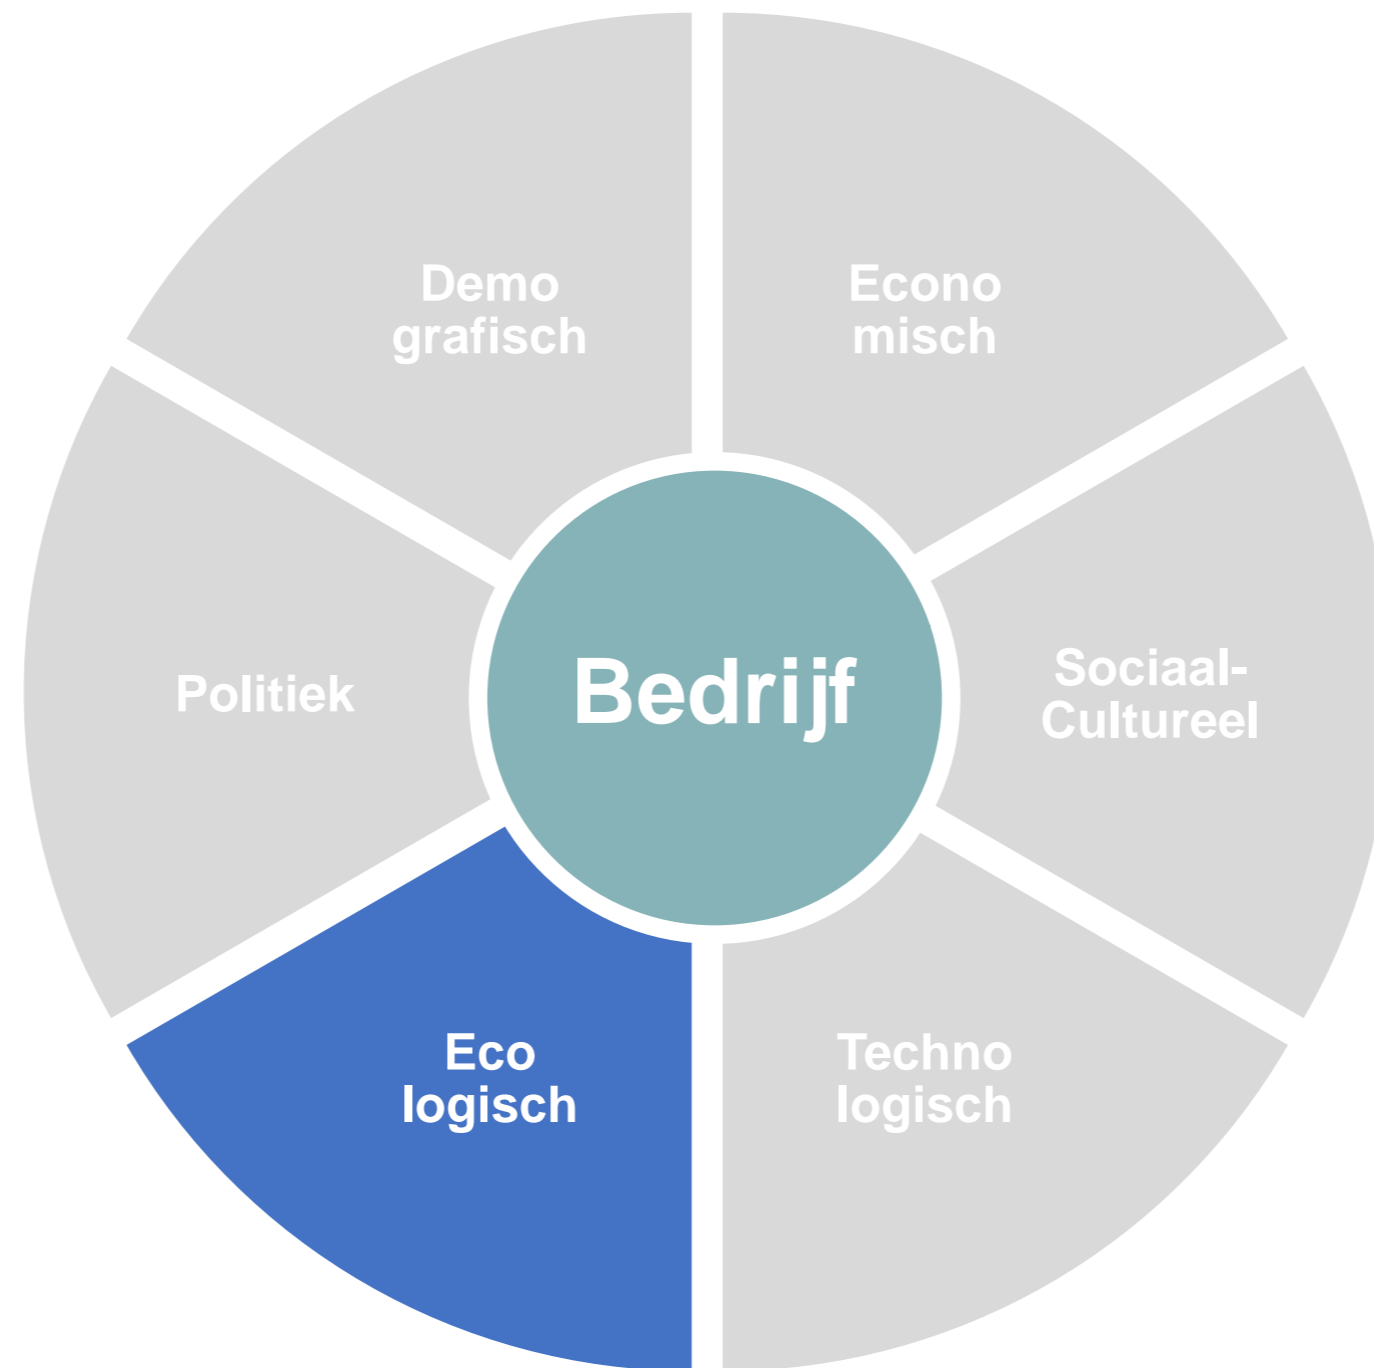 Demo
grafisch
Econo
misch
Politiek
Bedrijf
Sociaal-
Cultureel
Eco
logisch
Techno
logisch